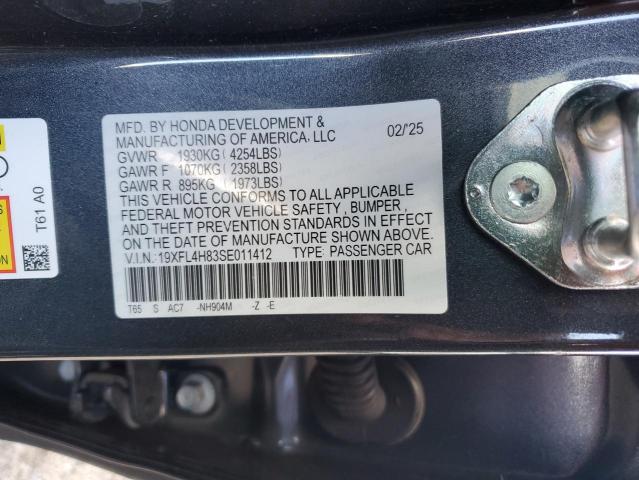 MFD. BY HONDA DEVELOPMENT &
MANUFACTURING OF AMERICA, LLC 02/'25
GVWR 1930KG ( 4254LBS)
GAWR F 1070KG ( 2358LBS)
GAWR R 895KG ( 1973LBS)
THIS VEHICLE CONFORMS TO ALL APPLICABLE
FEDERAL MOTOR VEHICLE SAFETY , BUMPER ,
AND THEFT PREVENTION STANDARDS IN EFFECT
ON THE DATE OF MANUFACTURE SHOWN ABOVE.
V.I.N.: 19XFL4H83SE011412 TYPE: PASSENGER CAR
T65 S AC7 -NH904M -Z -E
T61 A0
ION